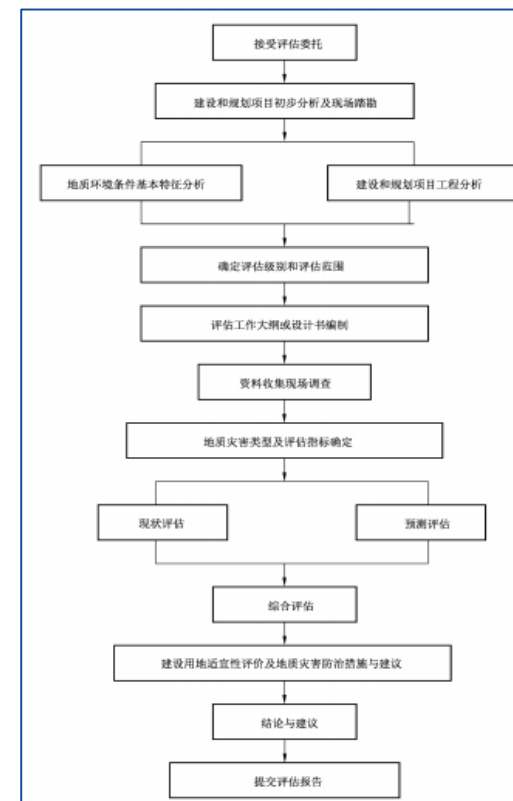 接受评估委托
建设和规划项目初步分析及现场踏勘
地质环境条件基本特征分析
建设和规划项目工程分析
确定评估级别和评估范围
评估工作大纲或设计书编制
资料收集现场调查
地质灾害类型及评估指标确定
现状评估
预测评估
综合评估
建设用地适宜性评价及地质灾害防治措施与建议
结论与建议
提交评估报告